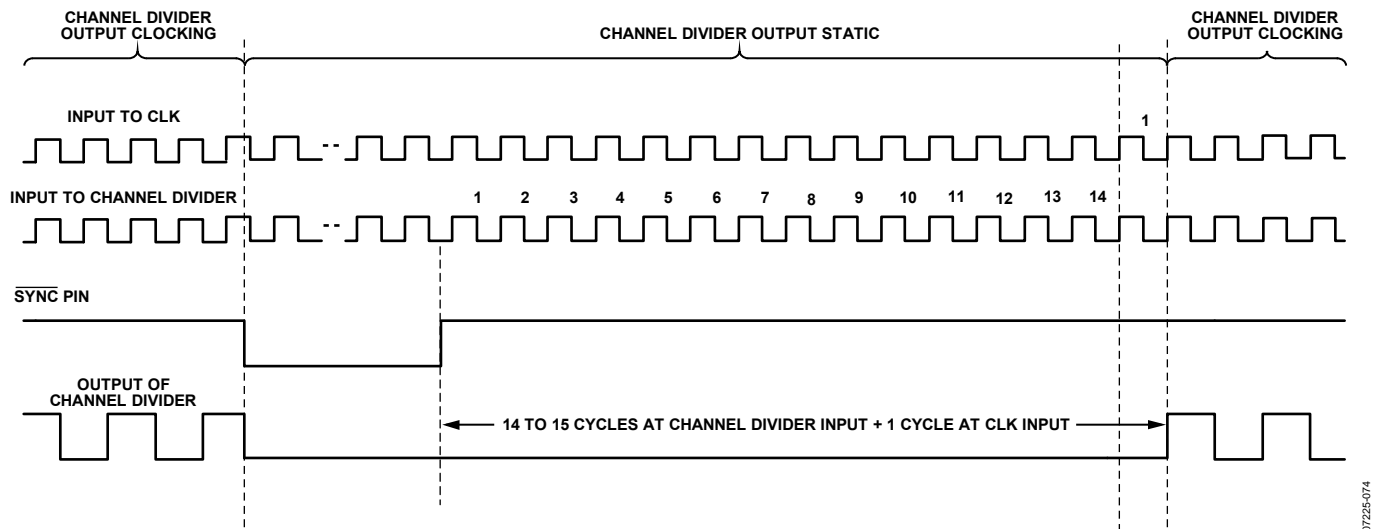 CHANNEL DIVIDER
OUTPUT CLOCKING
CHANNEL DIVIDER OUTPUT STATIC
CHANNEL DIVIDER
OUTPUT CLOCKING
INPUT TO CLK
1
INPUT TO CHANNEL DIVIDER
1 2 3 4 5 6 7 8 9 10 11 12 13 14
SYNC PIN
OUTPUT OF
CHANNEL DIVIDER
14 TO 15 CYCLES AT CHANNEL DIVIDER INPUT + 1 CYCLE AT CLK INPUT
07225-074